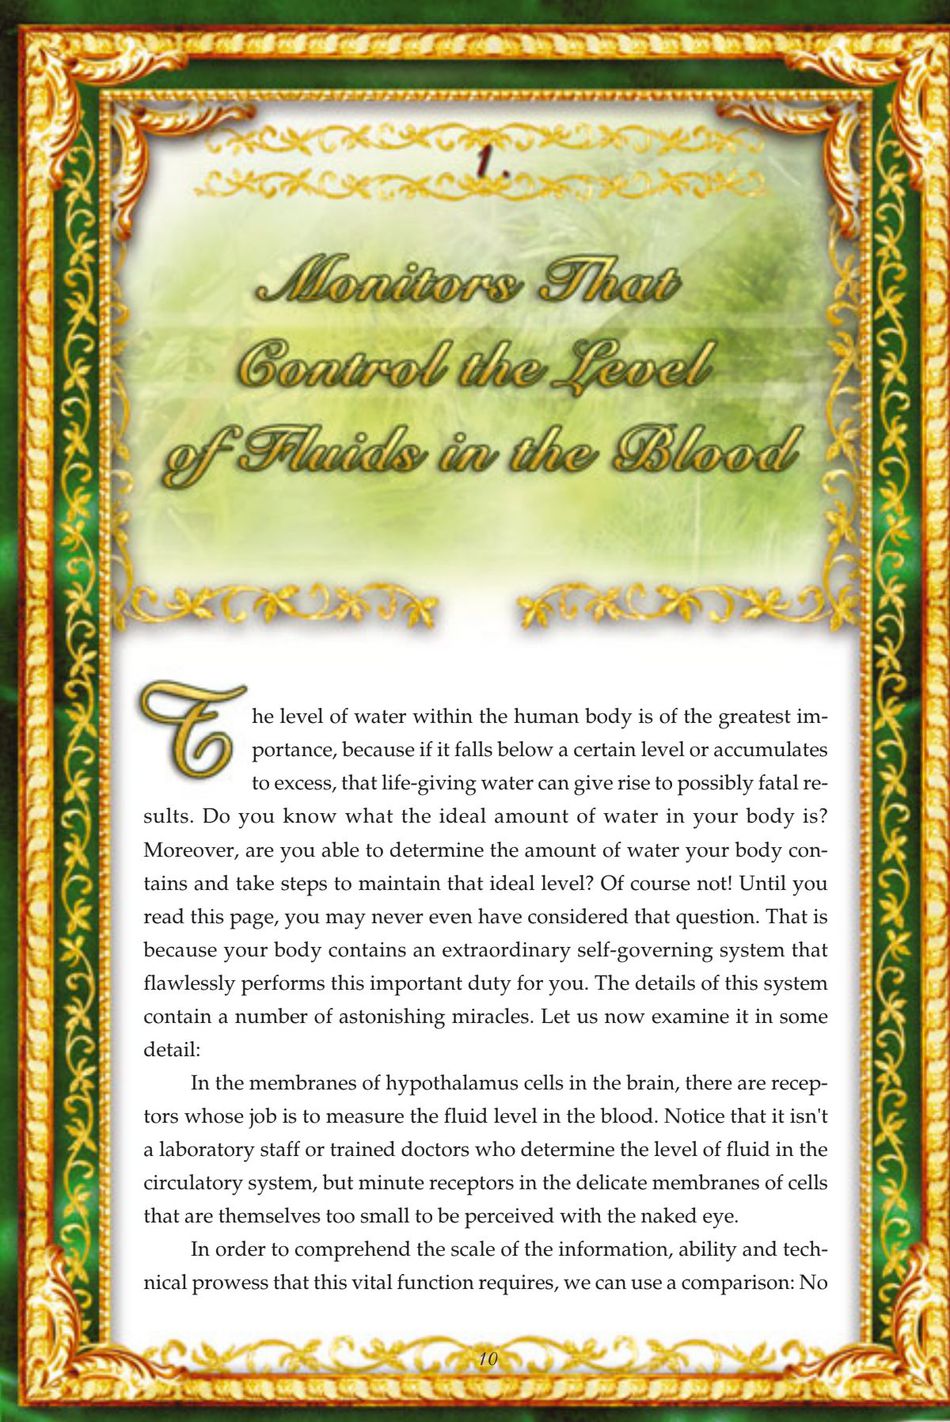 1.
Monitors That
Control the Level
of Fluids in the Blood
The level of water within the human body is of the greatest im-
portance, because if it falls below a certain level or accumulates
to excess, that life-giving water can give rise to possibly fatal re-
sults. Do you know what the ideal amount of water in your body is?
Moreover, are you able to determine the amount of water your body con-
tains and take steps to maintain that ideal level? Of course not! Until you
read this page, you may never even have considered that question. That is
because your body contains an extraordinary self-governing system that
flawlessly performs this important duty for you. The details of this system
contain a number of astonishing miracles. Let us now examine it in some
detail:
In the membranes of hypothalamus cells in the brain, there are recep-
tors whose job is to measure the fluid level in the blood. Notice that it isn't
a laboratory staff or trained doctors who determine the level of fluid in the
circulatory system, but minute receptors in the delicate membranes of cells
that are themselves too small to be perceived with the naked eye.
In order to comprehend the scale of the information, ability and tech-
nical prowess that this vital function requires, we can use a comparison: No
10